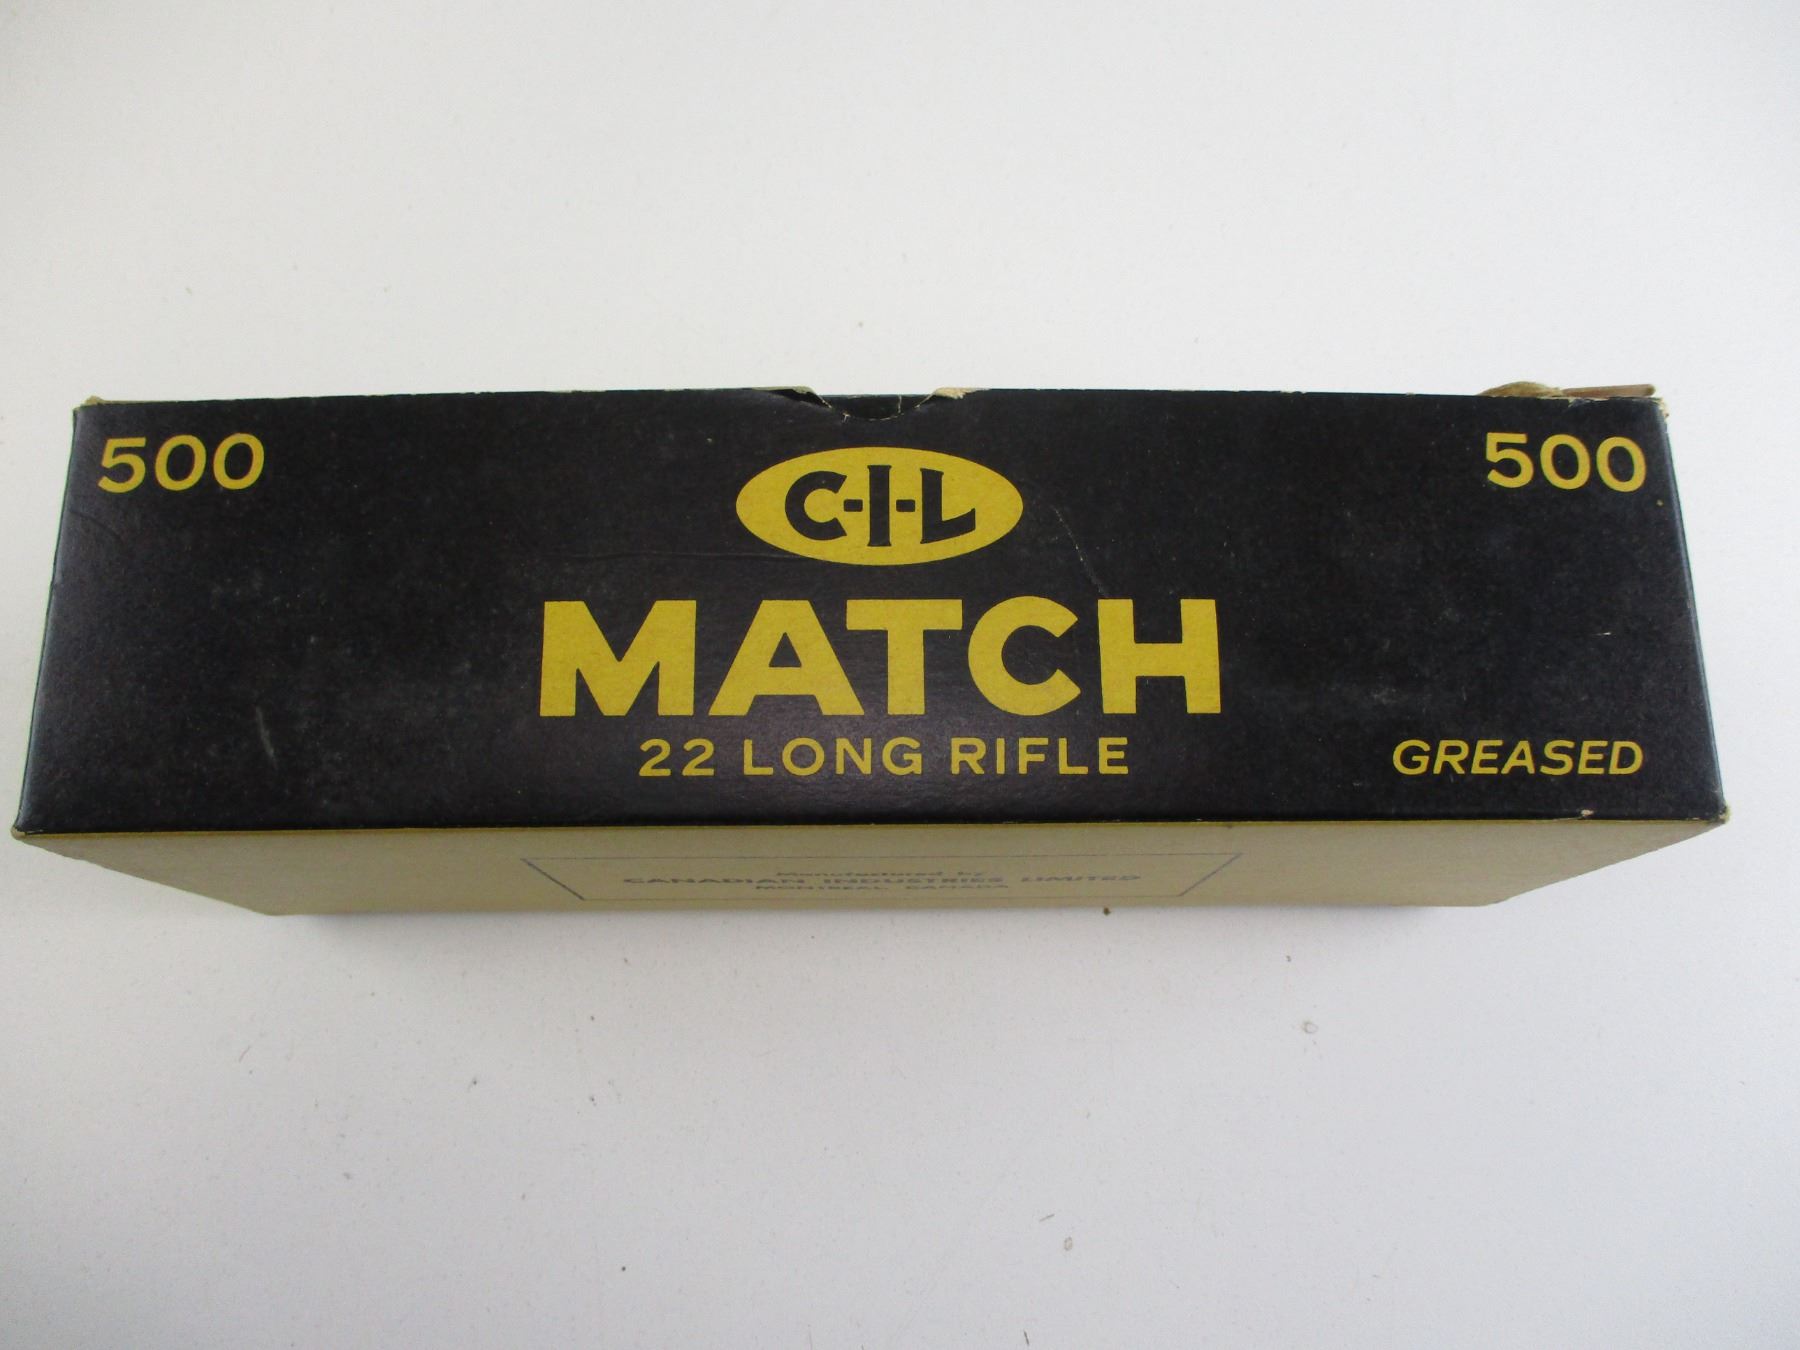 500
500
C-I-L
MATCH
22 LONG RIFLE
GREASED
Manufactured by
CANADIAN INDUSTRIES LIMITED
MONTREAL, CANADA